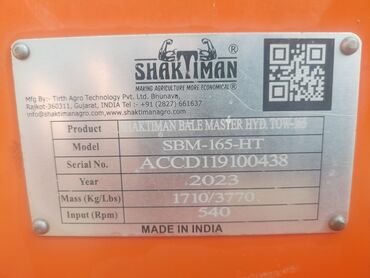 SHAKTIMAN®
MAKING AGRICULTURE MORE ECONOMICAL®
Mfg By:- Tirth Agro Technology Pvt. Ltd. Bhunava,
Rajkot-360311, Gujarat, INDIA Tel :- +91 (2827) 661637
info@shaktimanagro.com, www.shaktimanagro.com
Product SHAKTIMAN BALE MASTER HYD. TOW-165
Model SBM-165-HT
Serial No. ACCD119100438
Year 2023
Mass (Kg/Lbs) 1710/3770
Input (Rpm) 540
MADE IN INDIA